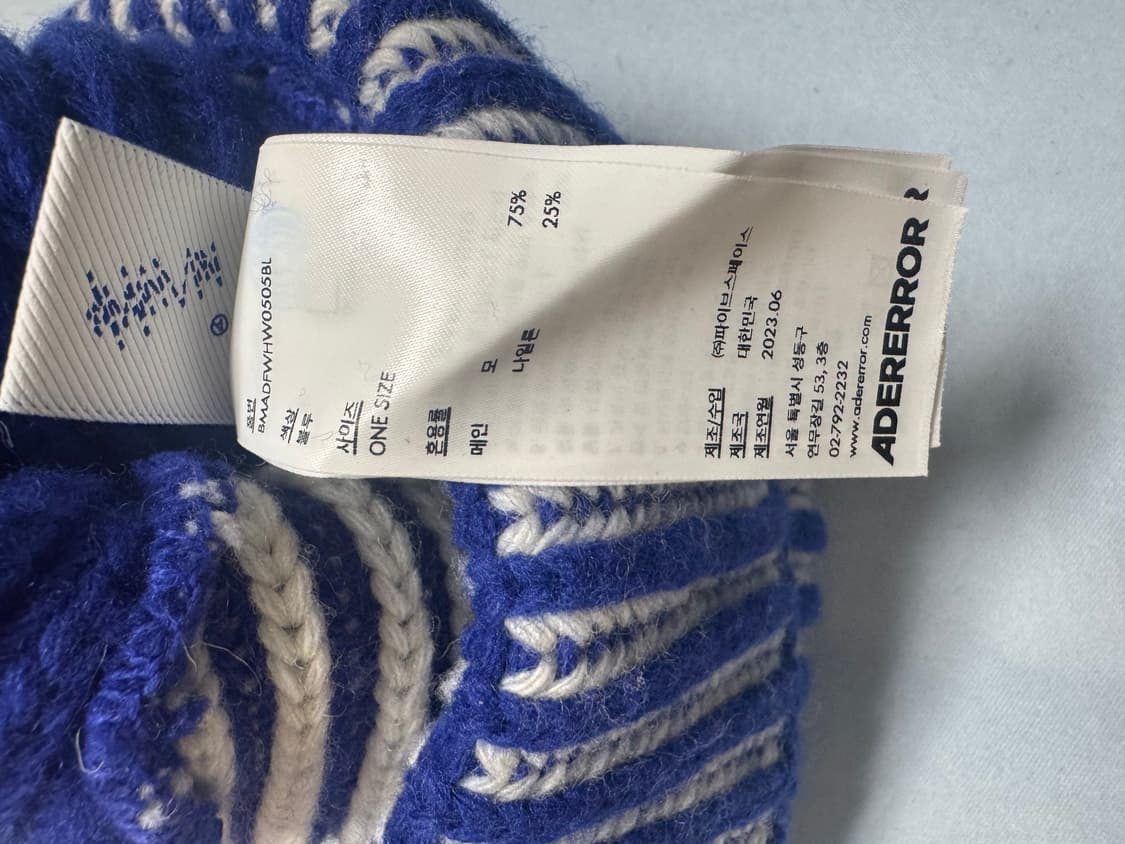 품번
BMADFWHW0505BL
색상
블루
사이즈
ONE SIZE
혼용률
메인 모 75%
나일론 25%
제조/수입 ㈜파이브스페이스
제조국 대한민국
제조연월 2023.06
서울 특별시 성동구
연무장길 53, 3층
02-792-2232
www.adererror.com
ADERERROR